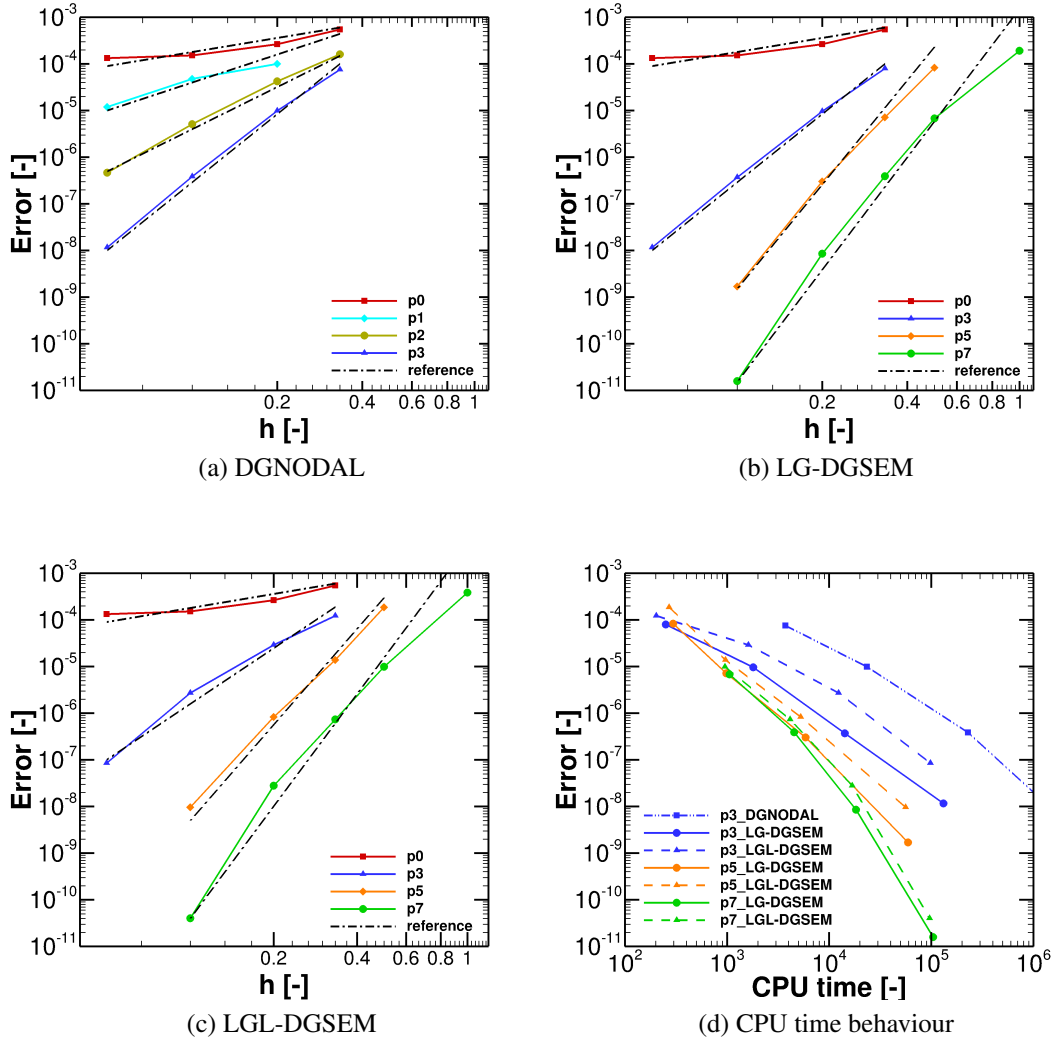 10^-3
10^-4
10^-5
10^-6
10^-7
10^-8
10^-9
10^-10
10^-11
Error [-]
p0
p1
p2
p3
reference
0.2 0.4 0.6 0.8 1
h [-]
(a) DGNODAL
10^-3
10^-4
10^-5
10^-6
10^-7
10^-8
10^-9
10^-10
10^-11
Error [-]
p0
p3
p5
p7
reference
0.2 0.4 0.6 0.8 1
h [-]
(b) LG-DGSEM
10^-3
10^-4
10^-5
10^-6
10^-7
10^-8
10^-9
10^-10
10^-11
Error [-]
p0
p3
p5
p7
reference
0.2 0.4 0.6 0.8 1
h [-]
(c) LGL-DGSEM
10^-3
10^-4
10^-5
10^-6
10^-7
10^-8
10^-9
10^-10
10^-11
Error [-]
p3_DGNODAL
p3_LG-DGSEM
p3_LGL-DGSEM
p5_LG-DGSEM
p5_LGL-DGSEM
p7_LG-DGSEM
p7_LGL-DGSEM
10^2 10^3 10^4 10^5 10^6
CPU time [-]
(d) CPU time behaviour